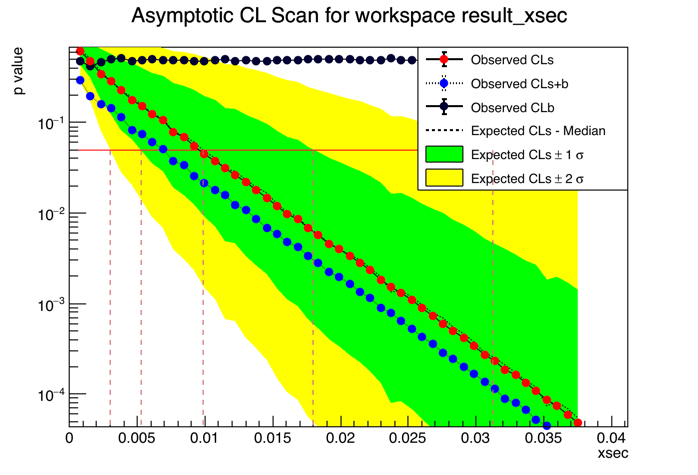 Asymptotic CL Scan for workspace result_xsec
p value
Observed CLs
Observed CLs+b
Observed CLb
Expected CLs - Median
Expected CLs ± 1 σ
Expected CLs ± 2 σ
10⁻¹
10⁻²
10⁻³
10⁻⁴
0 0.005 0.01 0.015 0.02 0.025 0.03 0.035 0.04
xsec